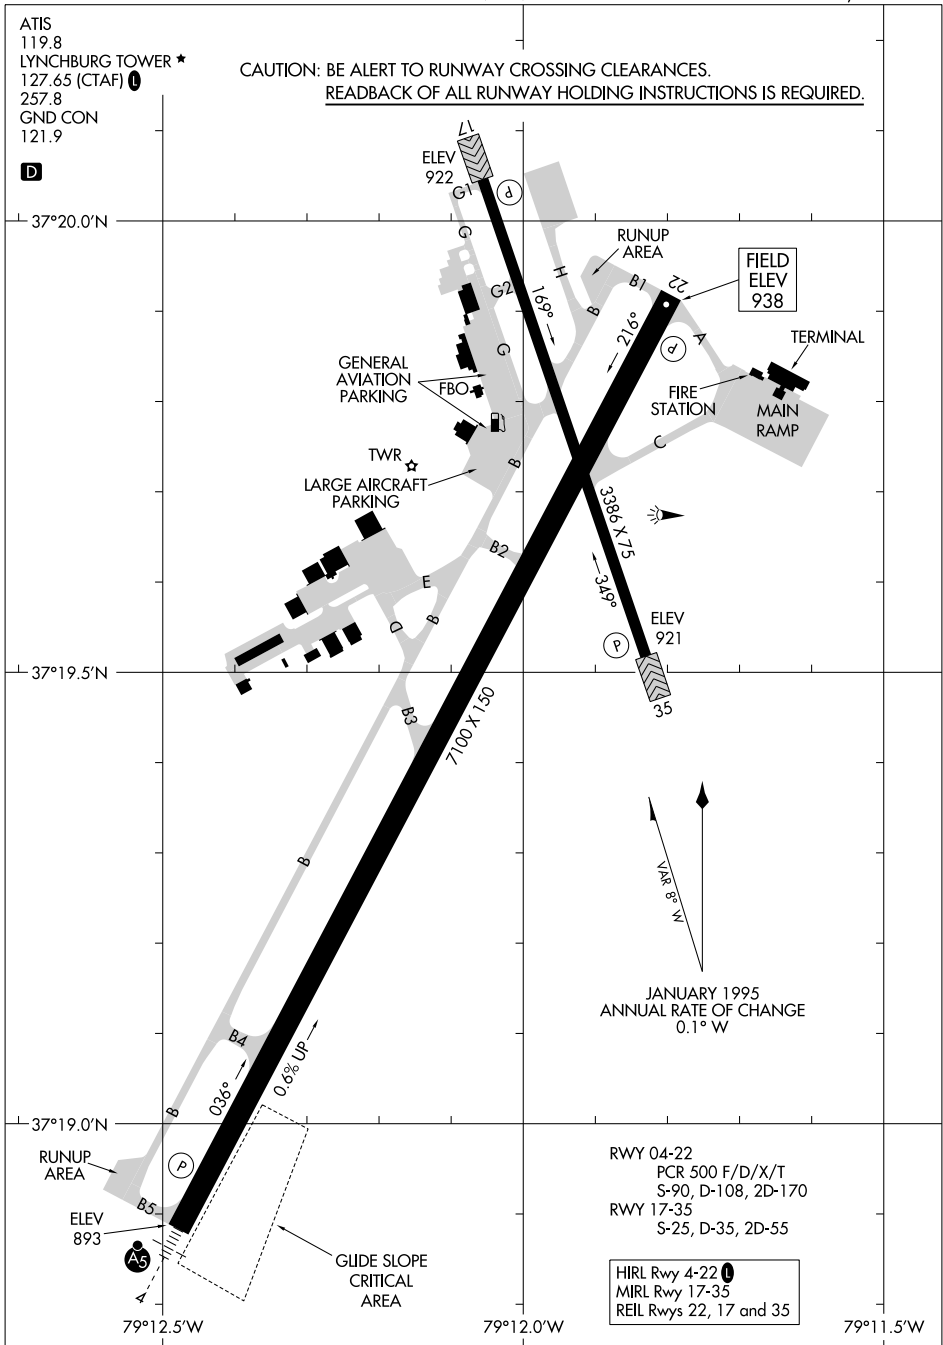 ATIS
119.8
LYNCHBURG TOWER ★
127.65 (CTAF) L
257.8
GND CON
121.9
D
CAUTION: BE ALERT TO RUNWAY CROSSING CLEARANCES.
READBACK OF ALL RUNWAY HOLDING INSTRUCTIONS IS REQUIRED.
17
ELEV
922
G1
P
37°20.0'N
G
H
RUNUP
AREA
B1
22
FIELD
ELEV
938
G2
169°
B
216°
P
A
TERMINAL
G
GENERAL
AVIATION
PARKING
FBO
FIRE
STATION
MAIN
RAMP
C
TWR
B
LARGE AIRCRAFT
PARKING
3386 X 75
B2
E
349°
B
D
ELEV
921
P
37°19.5'N
35
B3
7100 X 150
B
VAR 8° W
JANUARY 1995
ANNUAL RATE OF CHANGE
0.1° W
B4
0.6% UP
036°
B
37°19.0'N
RUNUP
AREA
P
B5
ELEV
893
A5
4
GLIDE SLOPE
CRITICAL
AREA
RWY 04-22
PCR 500 F/D/X/T
S-90, D-108, 2D-170
RWY 17-35
S-25, D-35, 2D-55
HIRL Rwy 4-22 L
MIRL Rwy 17-35
REIL Rwys 22, 17 and 35
79°12.5'W
79°12.0'W
79°11.5'W